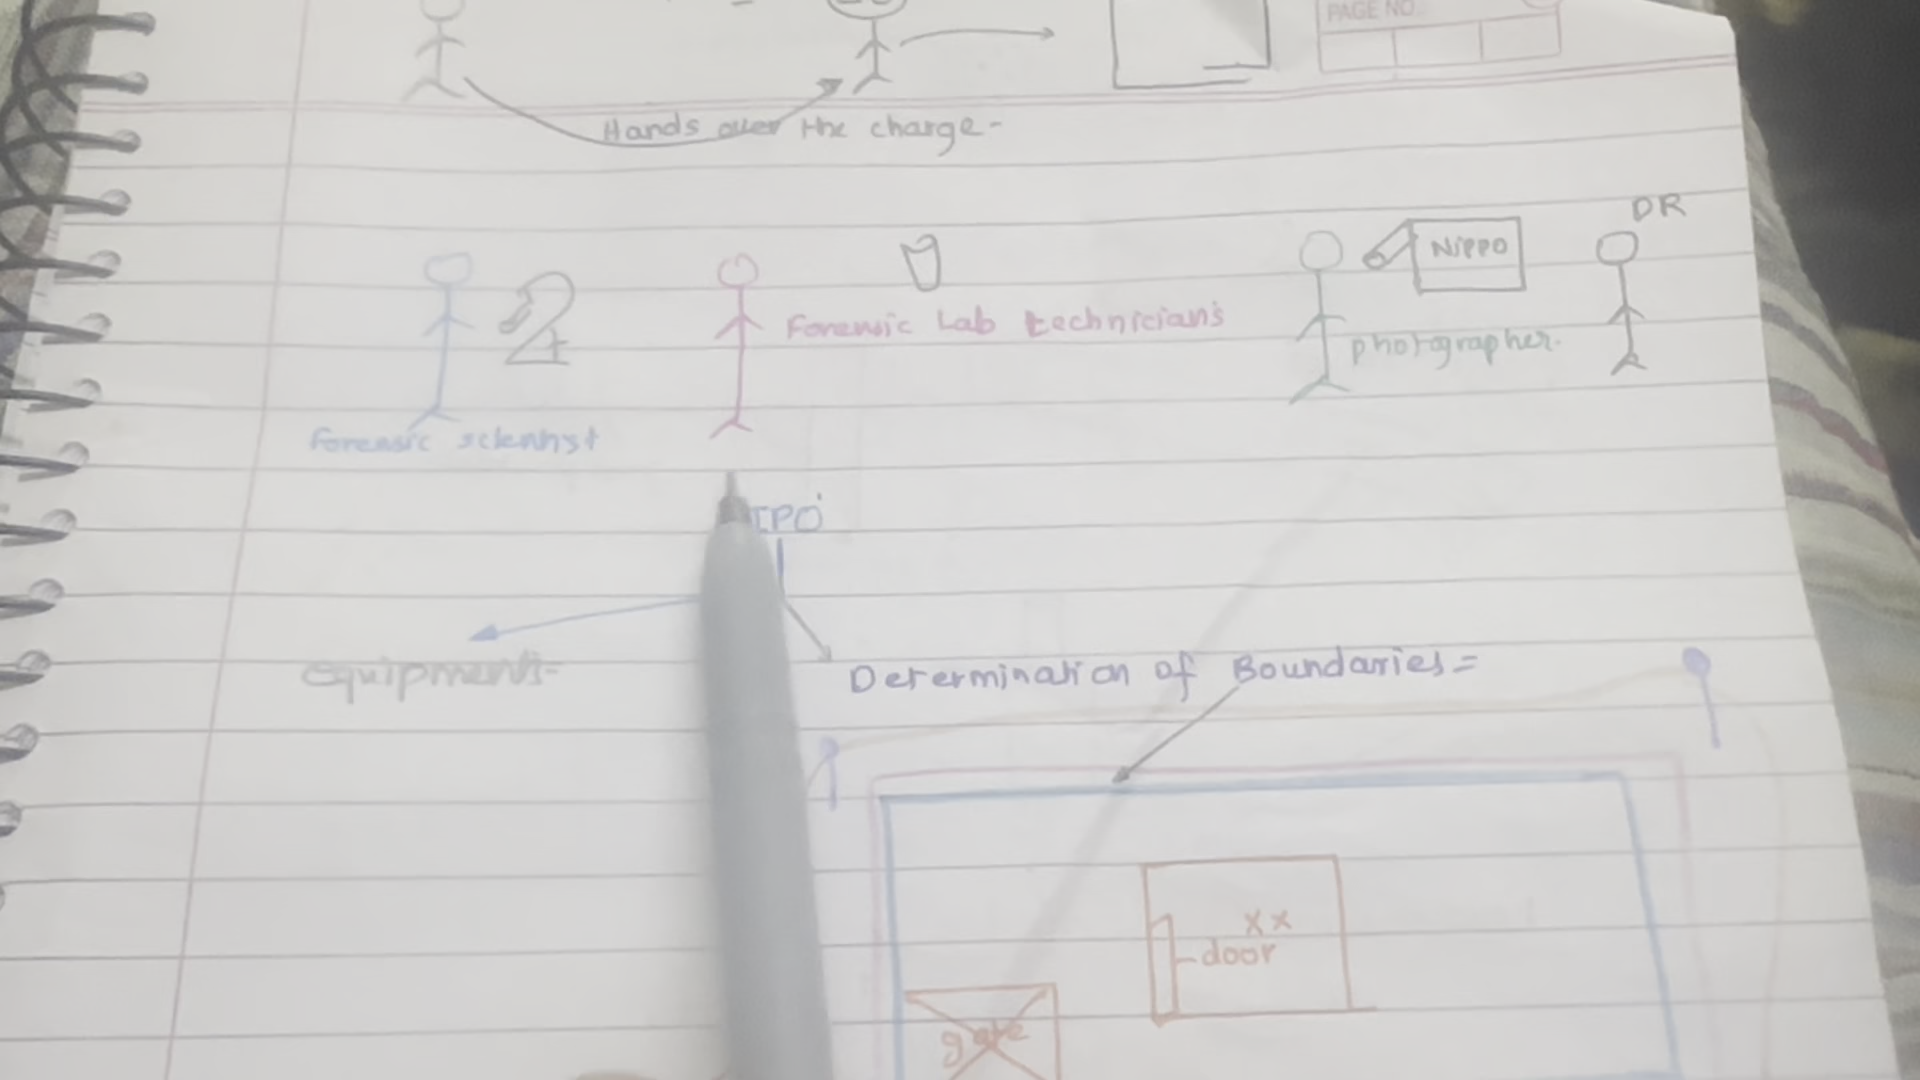 PAGE NO.
Hands over the charge-
DR
Nippo
Forensic Lab technician's
photographer.
forensic scientist
IPO
equipments-
Determination of Boundaries=
XX
door
gate